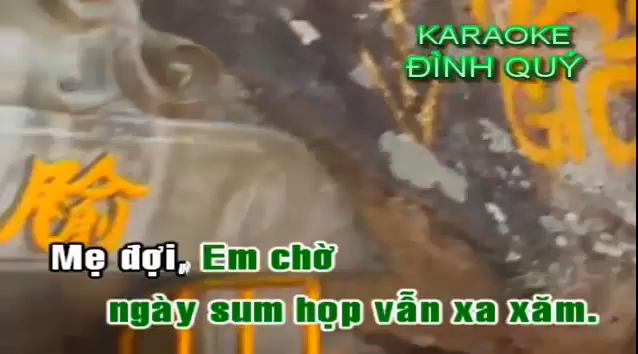 KARAOKE
ĐÌNH QUÝ
Mẹ đợi, Em chờ
ngày sum họp vẫn xa xăm.